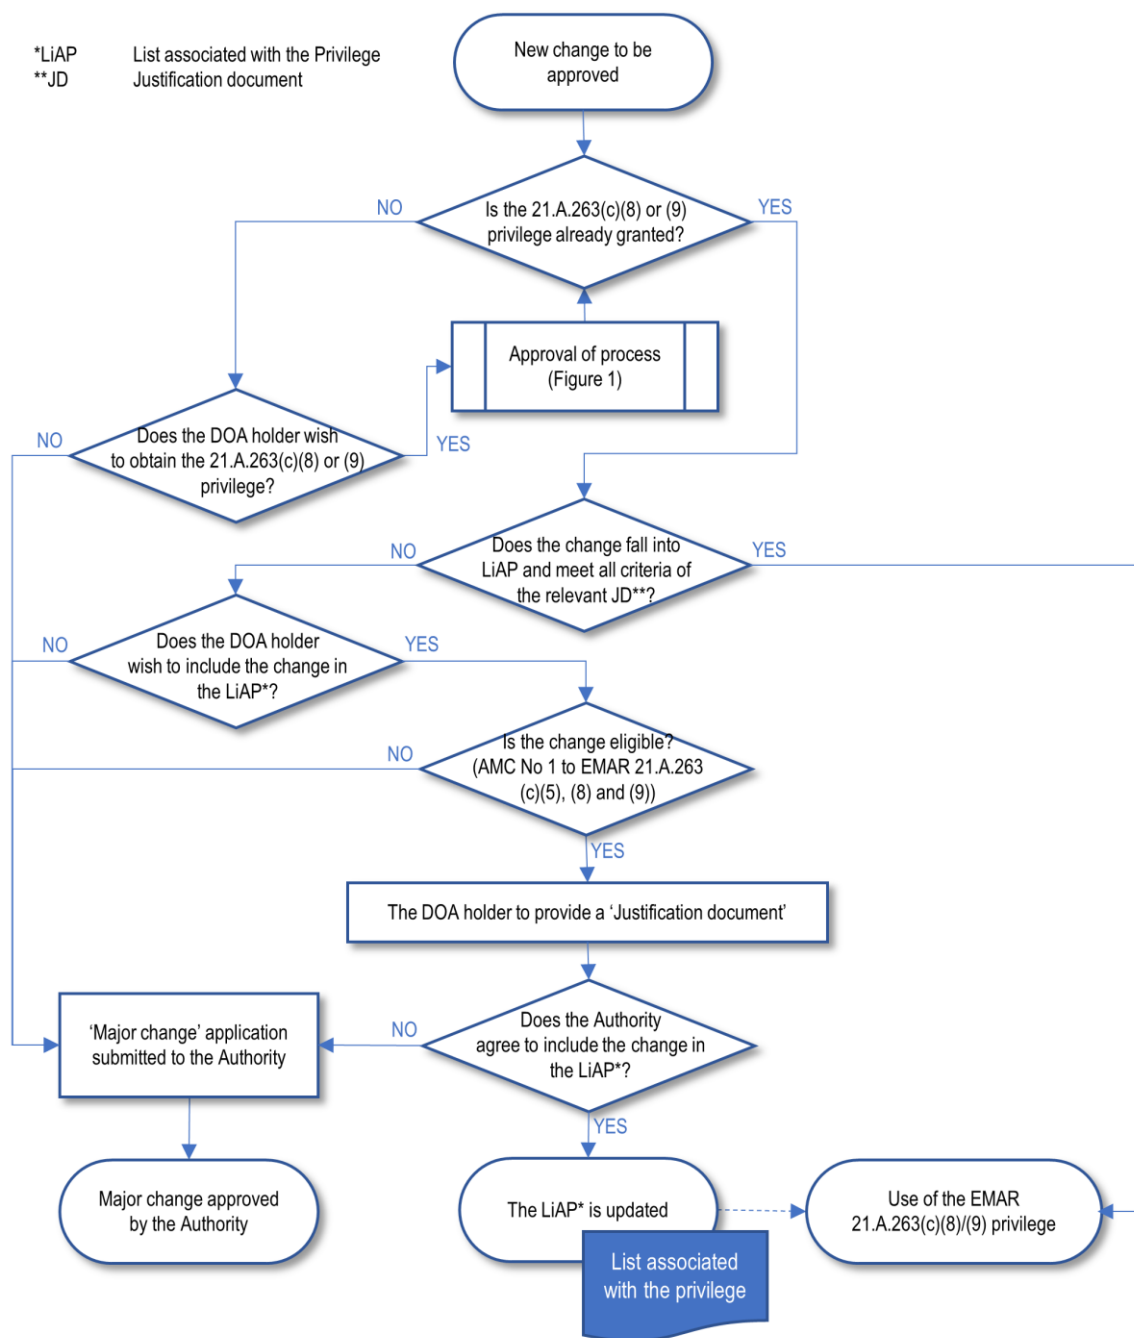 *LiAP List associated with the Privilege
**JD Justification document
New change to be
approved
NO
YES
Is the 21.A.263(c)(8) or (9)
privilege already granted?
Approval of process
(Figure 1)
NO
YES
Does the DOA holder wish
to obtain the 21.A.263(c)(8) or (9)
privilege?
NO
YES
Does the change fall into
LiAP and meet all criteria of
the relevant JD**?
NO
YES
Does the DOA holder
wish to include the change in
the LiAP*?
NO
Is the change eligible?
(AMC No 1 to EMAR 21.A.263
(c)(5), (8) and (9))
YES
The DOA holder to provide a ‘Justification document’
NO
Does the Authority
agree to include the change in
the LiAP*?
‘Major change’ application
submitted to the Authority
YES
Major change approved
by the Authority
The LiAP* is updated
Use of the EMAR
21.A.263(c)(8)/(9) privilege
List associated
with the privilege